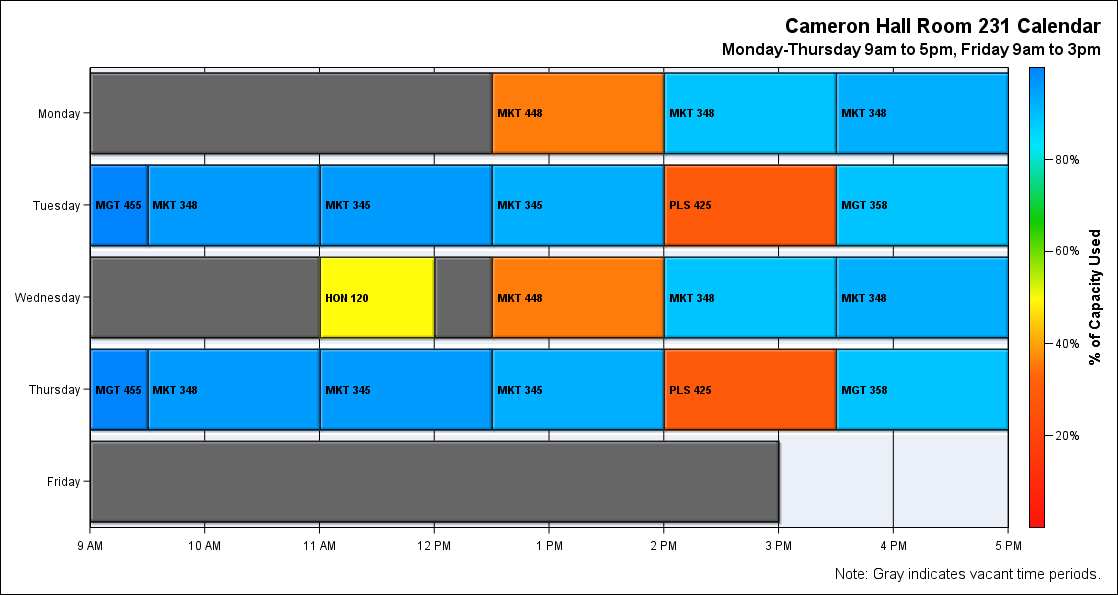 Cameron Hall Room 231 Calendar
Monday-Thursday 9am to 5pm, Friday 9am to 3pm
Monday
MKT 448
MKT 348
MKT 348
Tuesday
MGT 455
MKT 348
MKT 345
MKT 345
PLS 425
MGT 358
Wednesday
HON 120
MKT 448
MKT 348
MKT 348
Thursday
MGT 455
MKT 348
MKT 345
MKT 345
PLS 425
MGT 358
Friday
9 AM
10 AM
11 AM
12 PM
1 PM
2 PM
3 PM
4 PM
5 PM
80%
60%
40%
20%
% of Capacity Used
Note: Gray indicates vacant time periods.